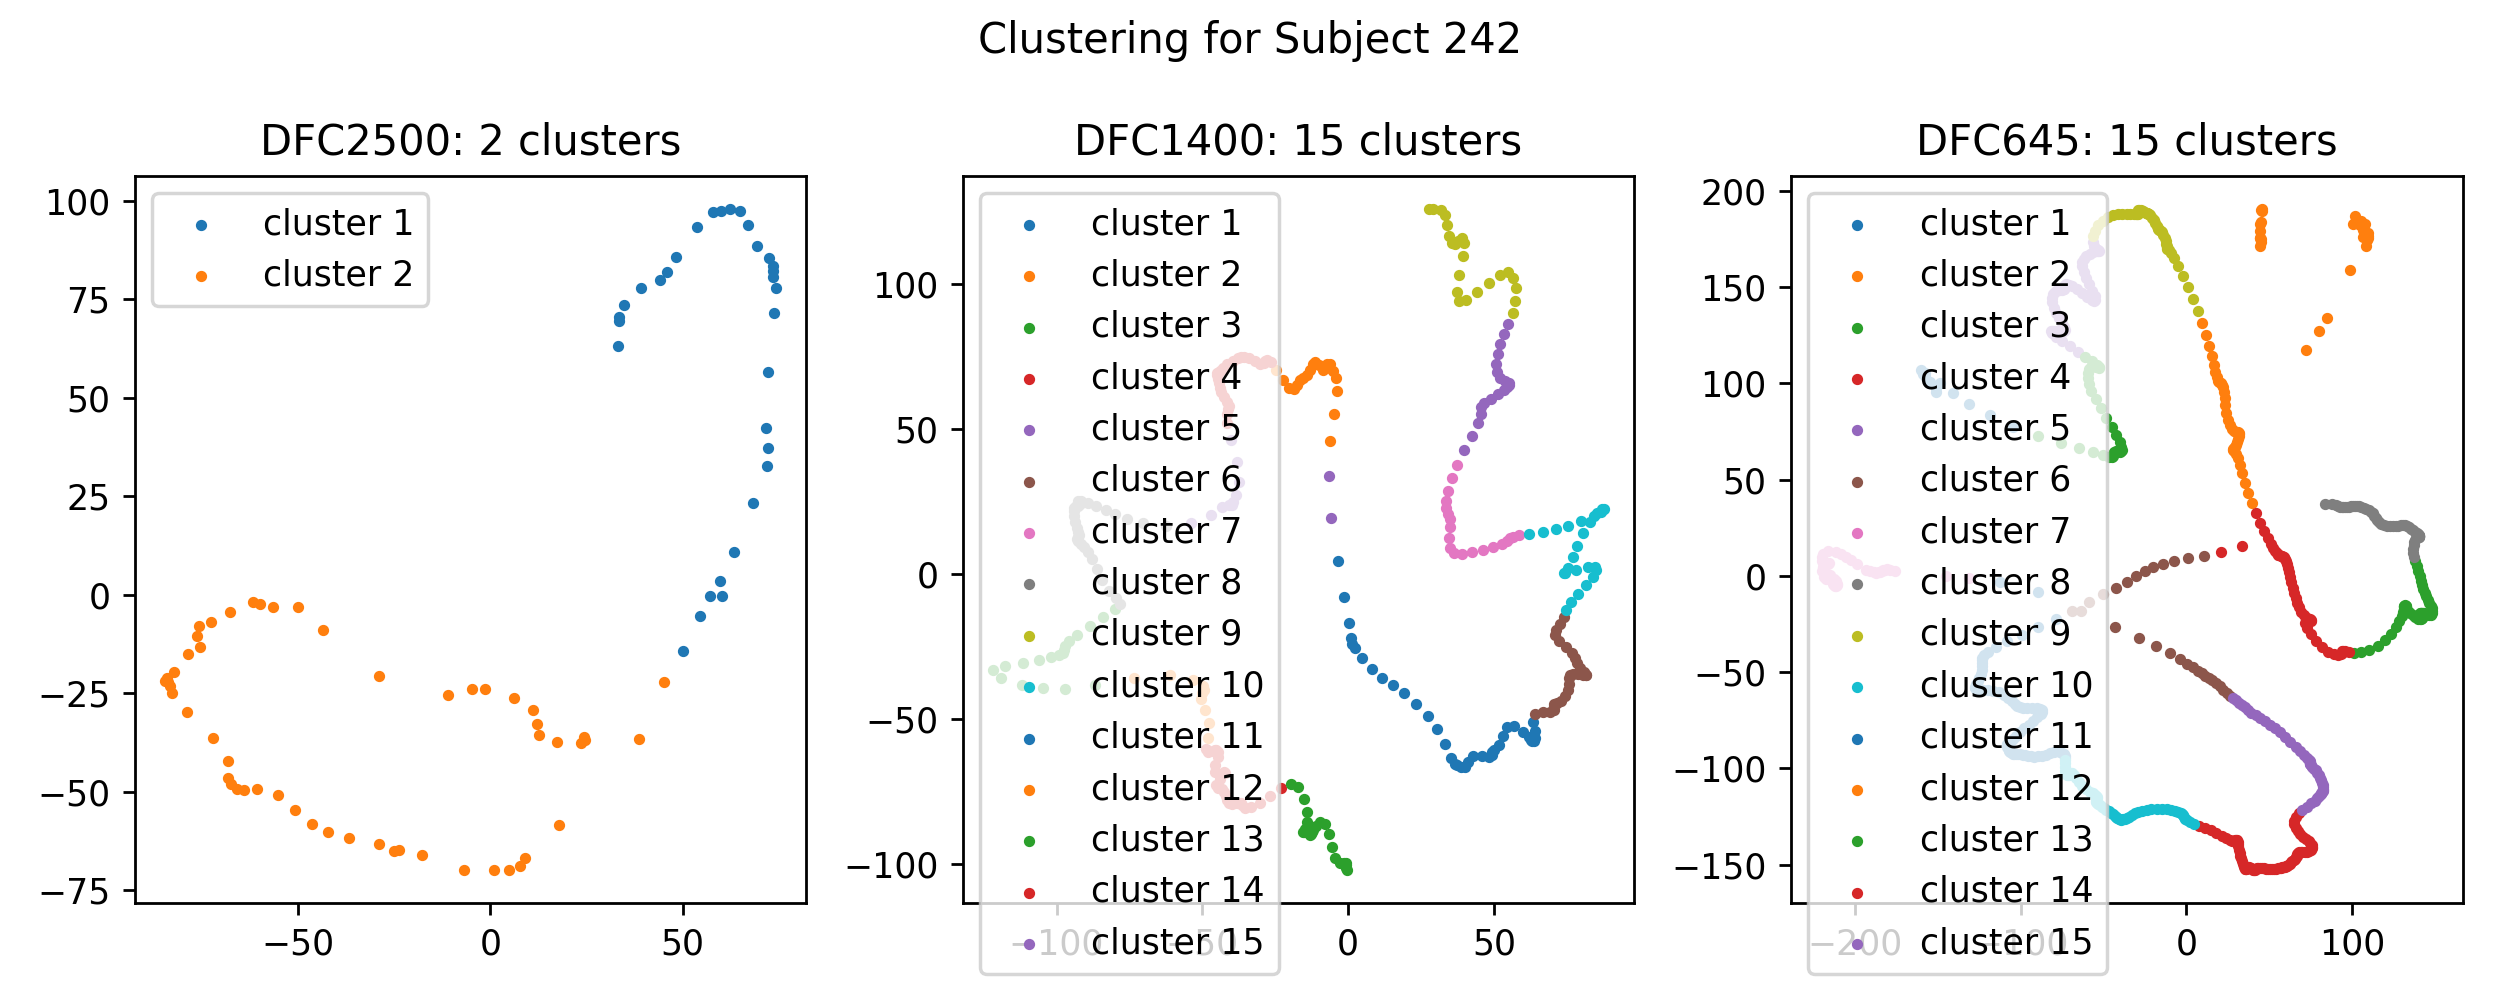 Clustering for Subject 242
DFC2500: 2 clusters
cluster 1
cluster 2
100
75
50
25
0
−25
−50
−75
−50
0
50
DFC1400: 15 clusters
cluster 1
cluster 2
cluster 3
cluster 4
cluster 5
cluster 6
cluster 7
cluster 8
cluster 9
cluster 10
cluster 11
cluster 12
cluster 13
cluster 14
cluster 15
100
50
0
−50
−100
−100
−50
0
50
DFC645: 15 clusters
cluster 1
cluster 2
cluster 3
cluster 4
cluster 5
cluster 6
cluster 7
cluster 8
cluster 9
cluster 10
cluster 11
cluster 12
cluster 13
cluster 14
cluster 15
200
150
100
50
0
−50
−100
−150
−200
−100
0
100